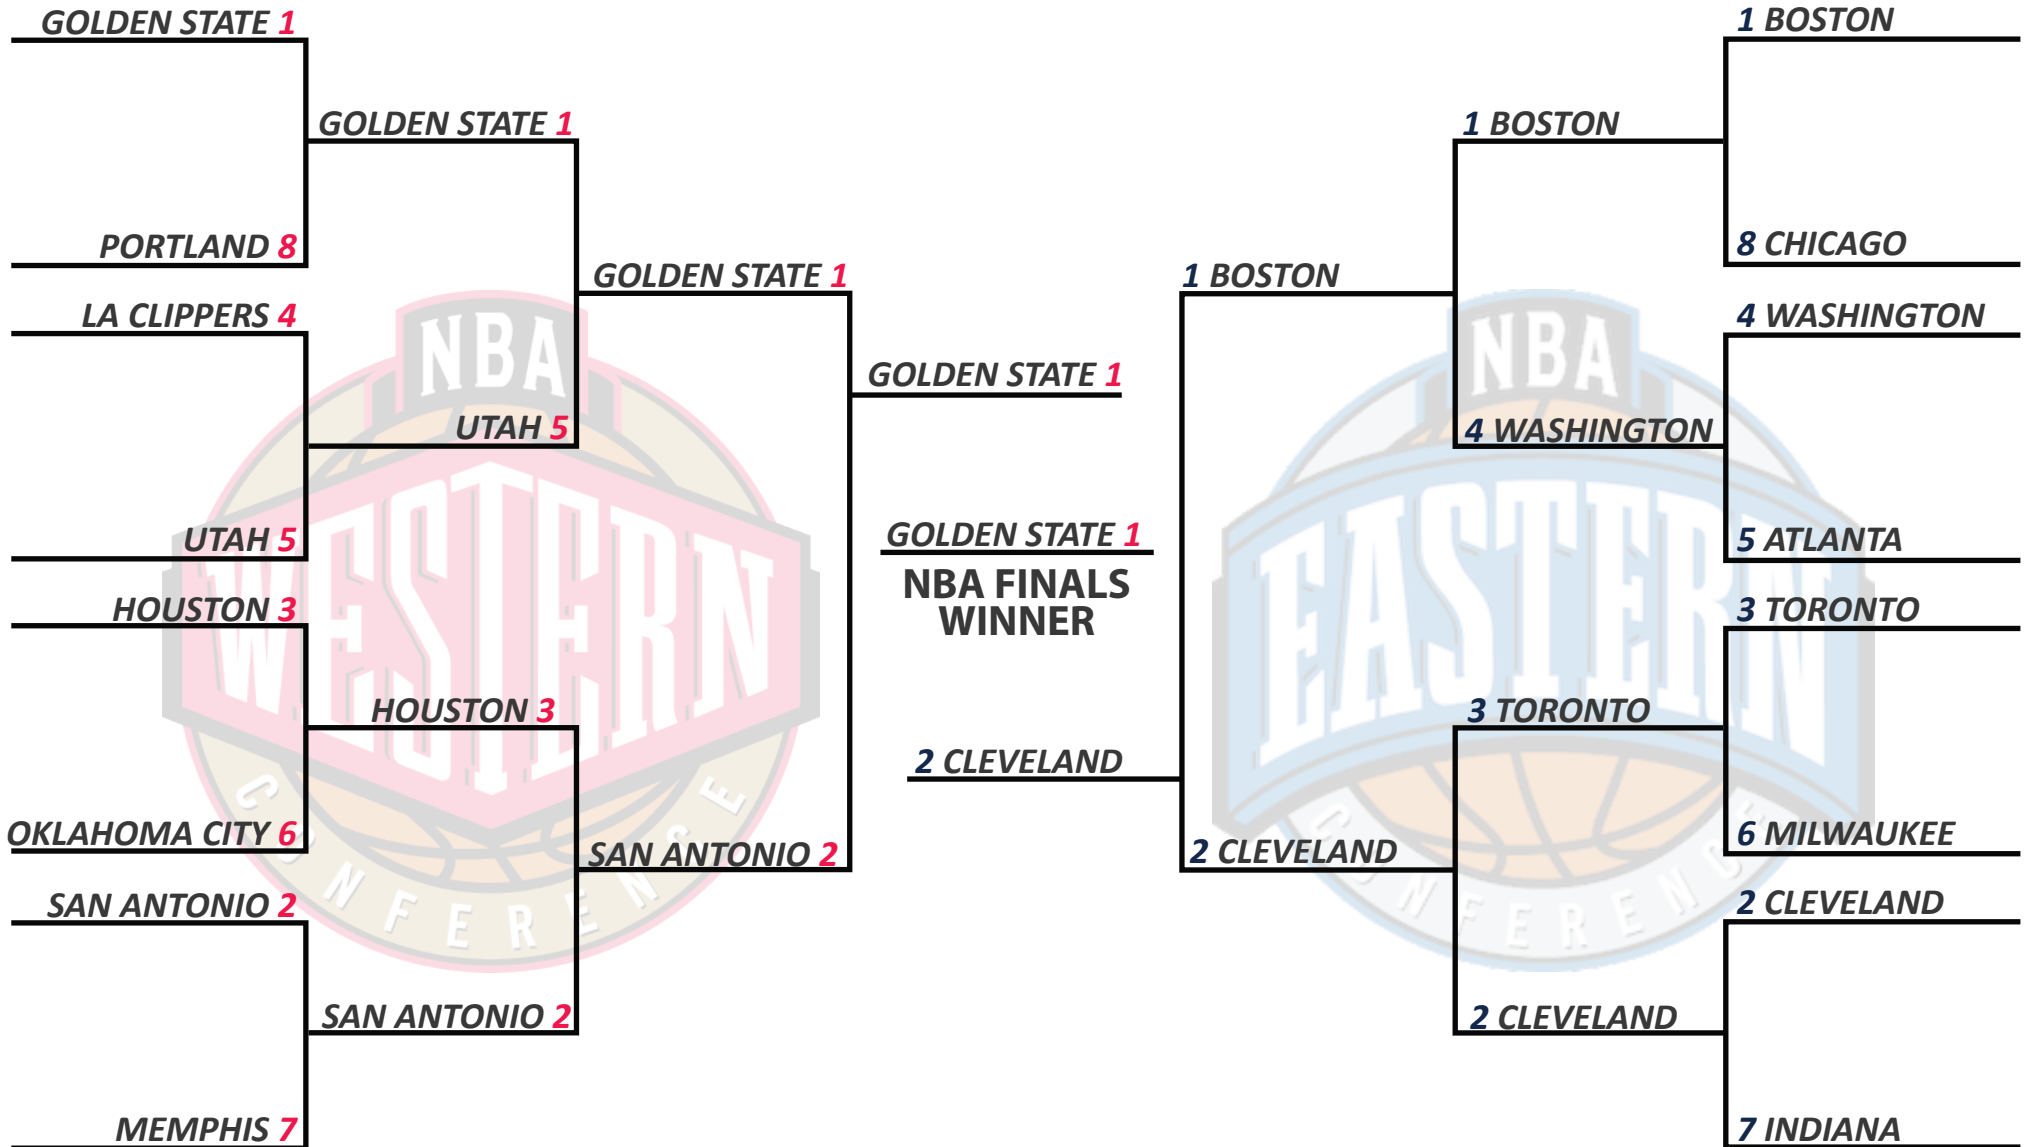 GOLDEN STATE 1
PORTLAND 8
LA CLIPPERS 4
UTAH 5
HOUSTON 3
OKLAHOMA CITY 6
SAN ANTONIO 2
MEMPHIS 7
GOLDEN STATE 1
UTAH 5
HOUSTON 3
SAN ANTONIO 2
GOLDEN STATE 1
SAN ANTONIO 2
GOLDEN STATE 1
GOLDEN STATE 1
NBA FINALS
WINNER
2 CLEVELAND
1 BOSTON
2 CLEVELAND
1 BOSTON
4 WASHINGTON
3 TORONTO
2 CLEVELAND
1 BOSTON
8 CHICAGO
4 WASHINGTON
5 ATLANTA
3 TORONTO
6 MILWAUKEE
2 CLEVELAND
7 INDIANA
NBA
WESTERN
CONFERENCE
NBA
EASTERN
CONFERENCE